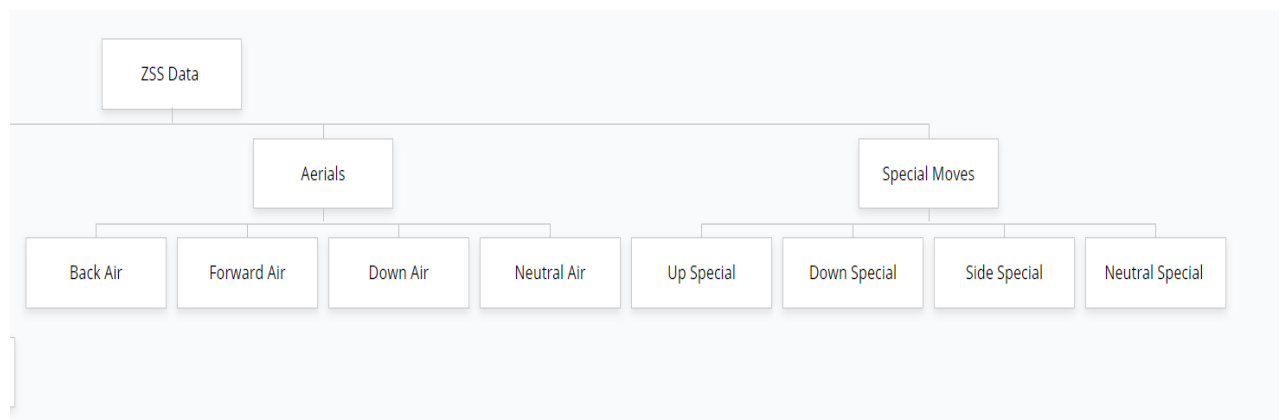 ZSS Data
Aerials
Special Moves
Back Air
Forward Air
Down Air
Neutral Air
Up Special
Down Special
Side Special
Neutral Special